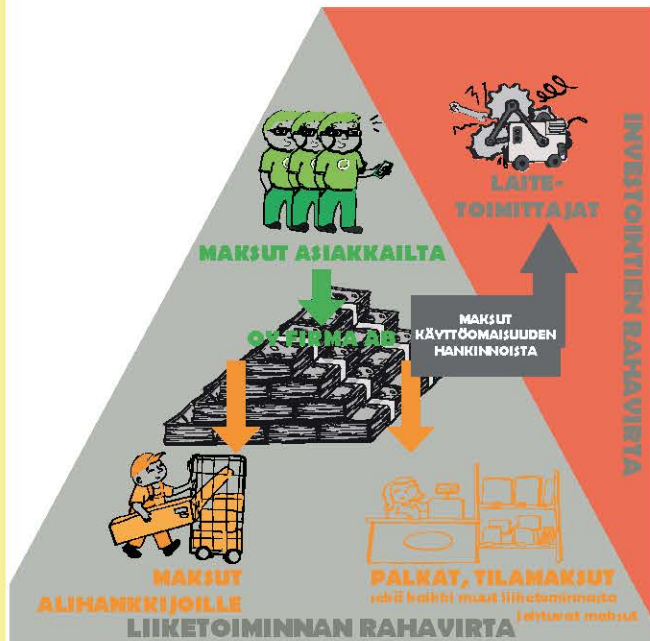 LAITE-
TOIMITTAJAT
INVESTOINTIEN RAHAVIRTA
MAKSUT ASIAKKAILTA
OY FIRMA AB
MAKSUT
KÄYTTÖOMAISUUDEN
HANKINNOISTA
MAKSUT
ALIHANKKIJOILLE
PALKAT, TILAMAKSUT
sekä kaikki muut liiketoiminnasta
johtuvat maksut
LIIKETOIMINNAN RAHAVIRTA